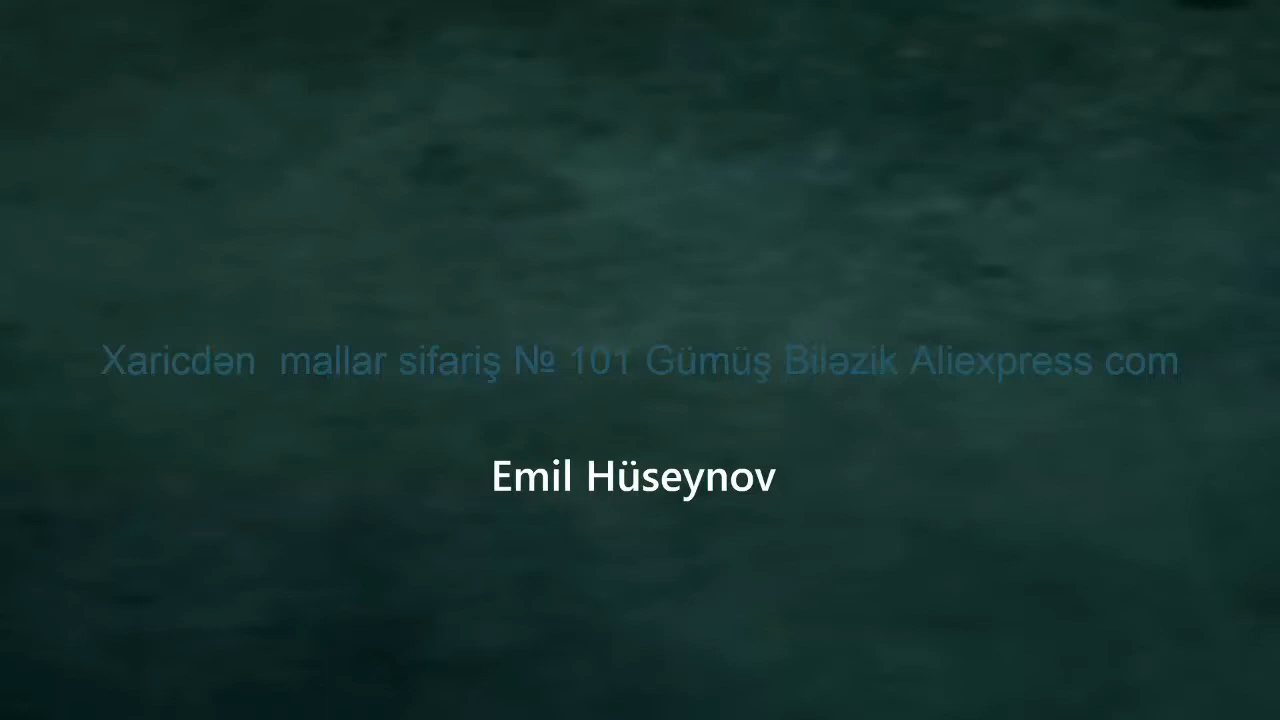 Xaricdən  mallar sifariş № 101 Gümüş Biləzik Aliexpress com
Emil Hüseynov